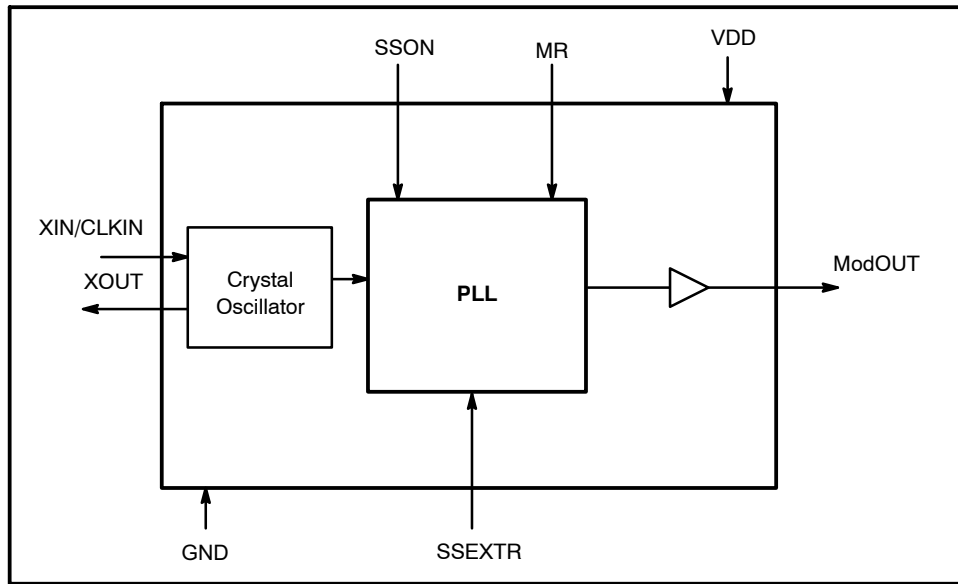 SSON
MR
VDD
XIN/CLKIN
XOUT
Crystal
Oscillator
PLL
ModOUT
GND
SSEXTR